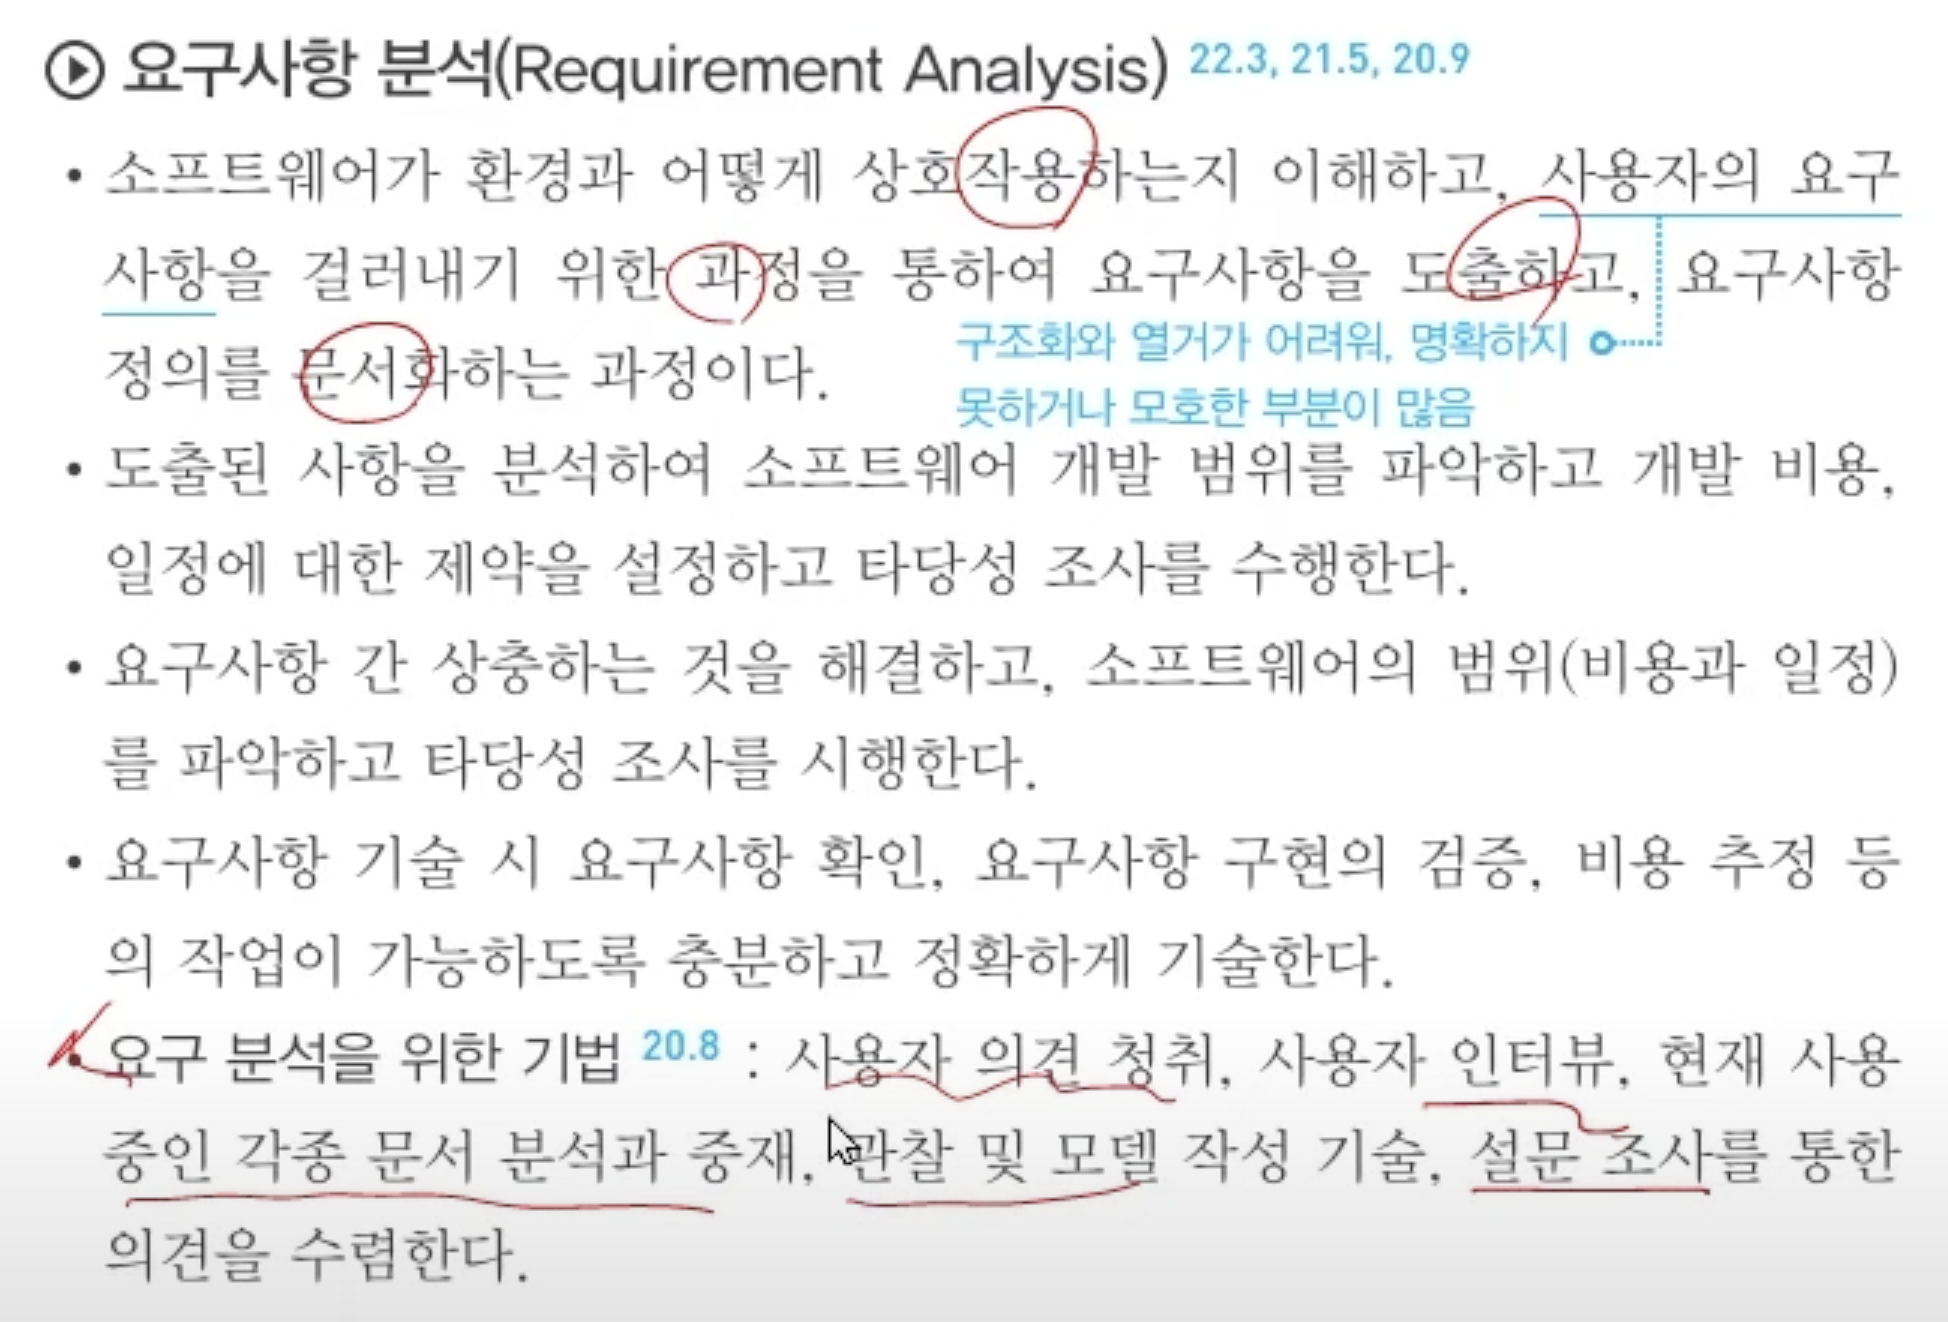 요구사항 분석(Requirement Analysis) 22.3, 21.5, 20.9
• 소프트웨어가 환경과 어떻게 상호작용하는지 이해하고, 사용자의 요구
사항을 걸러내기 위한 과정을 통하여 요구사항을 도출하고, 요구사항
구조화와 열거가 어려워, 명확하지
정의를 문서화하는 과정이다.
못하거나 모호한 부분이 많음
• 도출된 사항을 분석하여 소프트웨어 개발 범위를 파악하고 개발 비용,
일정에 대한 제약을 설정하고 타당성 조사를 수행한다.
• 요구사항 간 상충하는 것을 해결하고, 소프트웨어의 범위(비용과 일정)
를 파악하고 타당성 조사를 시행한다.
• 요구사항 기술 시 요구사항 확인, 요구사항 구현의 검증, 비용 추정 등
의 작업이 가능하도록 충분하고 정확하게 기술한다.
• 요구 분석을 위한 기법 20.8 : 사용자 의견 청취, 사용자 인터뷰, 현재 사용
중인 각종 문서 분석과 중재, 관찰 및 모델 작성 기술, 설문 조사를 통한
의견을 수렴한다.